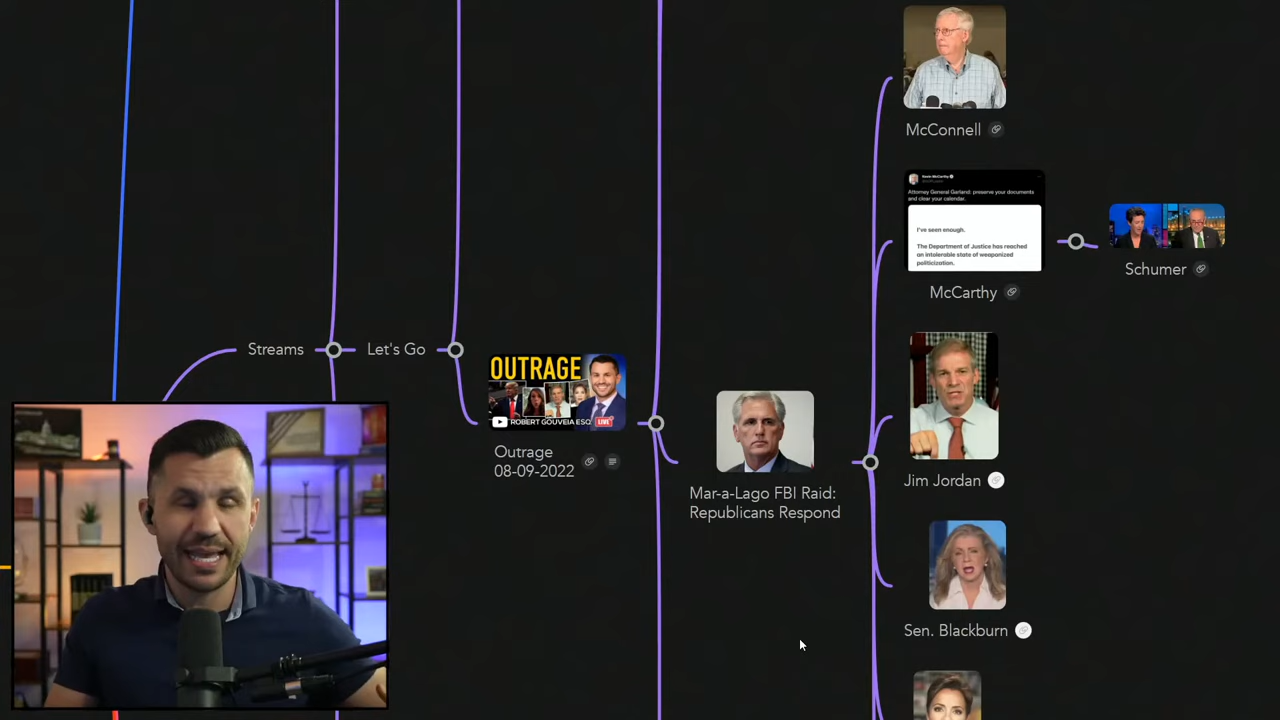 McConnell
Kevin McCarthy
Attorney General Garland: preserve your documents
and clear your calendar.
I've seen enough.
The Department of Justice has reached
an intolerable state of weaponized
politicization.
McCarthy
Schumer
Streams
Let's Go
OUTRAGE
ROBERT GOUVEIA ESQ
LIVE
Outrage
08-09-2022
Mar-a-Lago FBI Raid:
Republicans Respond
Jim Jordan
Sen. Blackburn